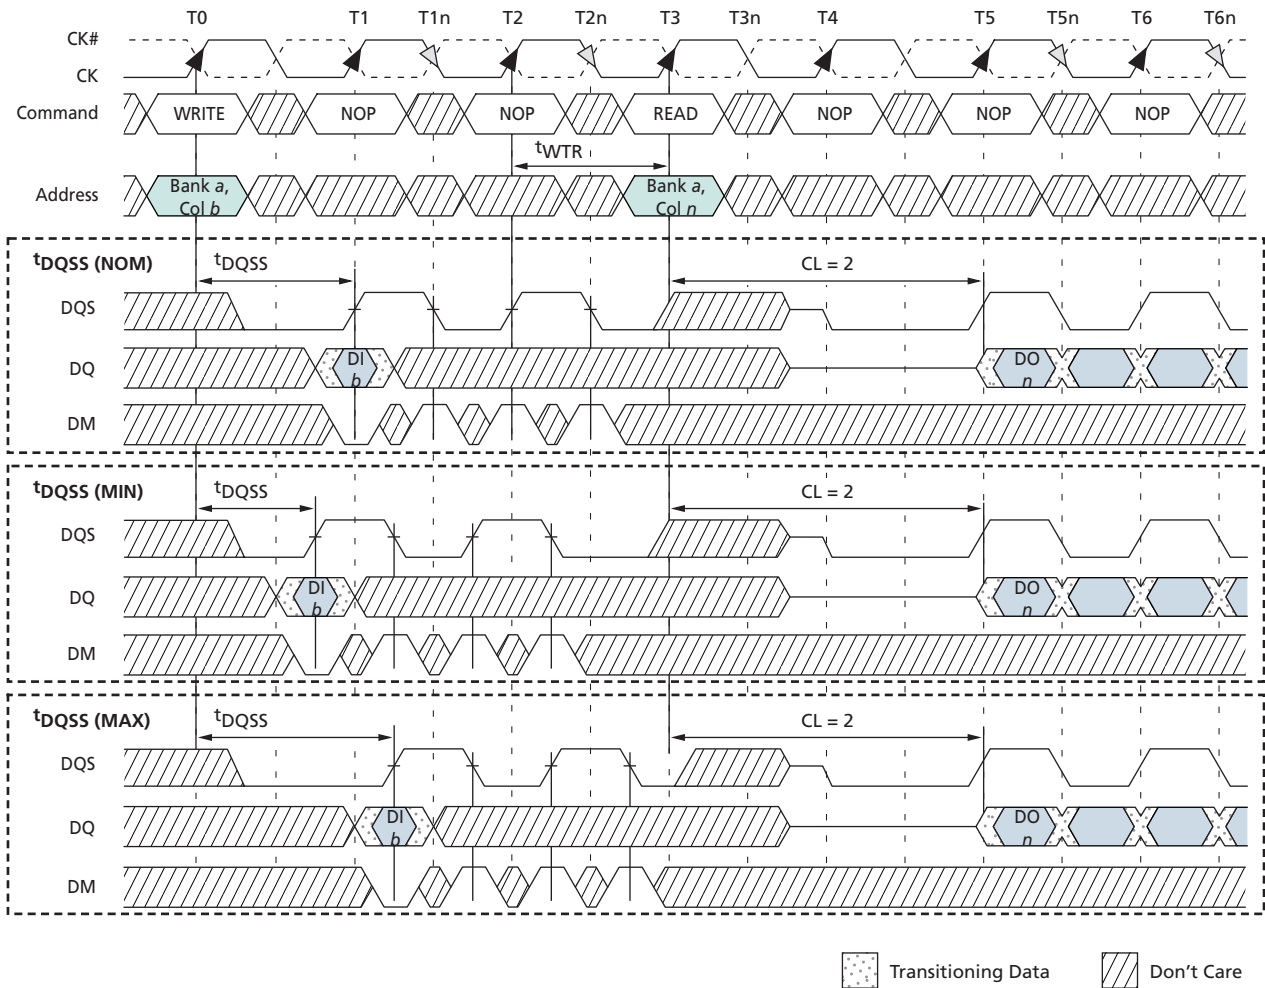 T0 T1 T1n T2 T2n T3 T3n T4 T5 T5n T6 T6n
CK#
CK
Command WRITE NOP NOP READ NOP NOP NOP
tWTR
Address Bank a, Col b Bank a, Col n
tDQSS (NOM) tDQSS CL = 2
DQS
DQ DI b DO n
DM
tDQSS (MIN) tDQSS CL = 2
DQS
DQ DI b DO n
DM
tDQSS (MAX) tDQSS CL = 2
DQS
DQ DI b DO n
DM
Transitioning Data Don't Care